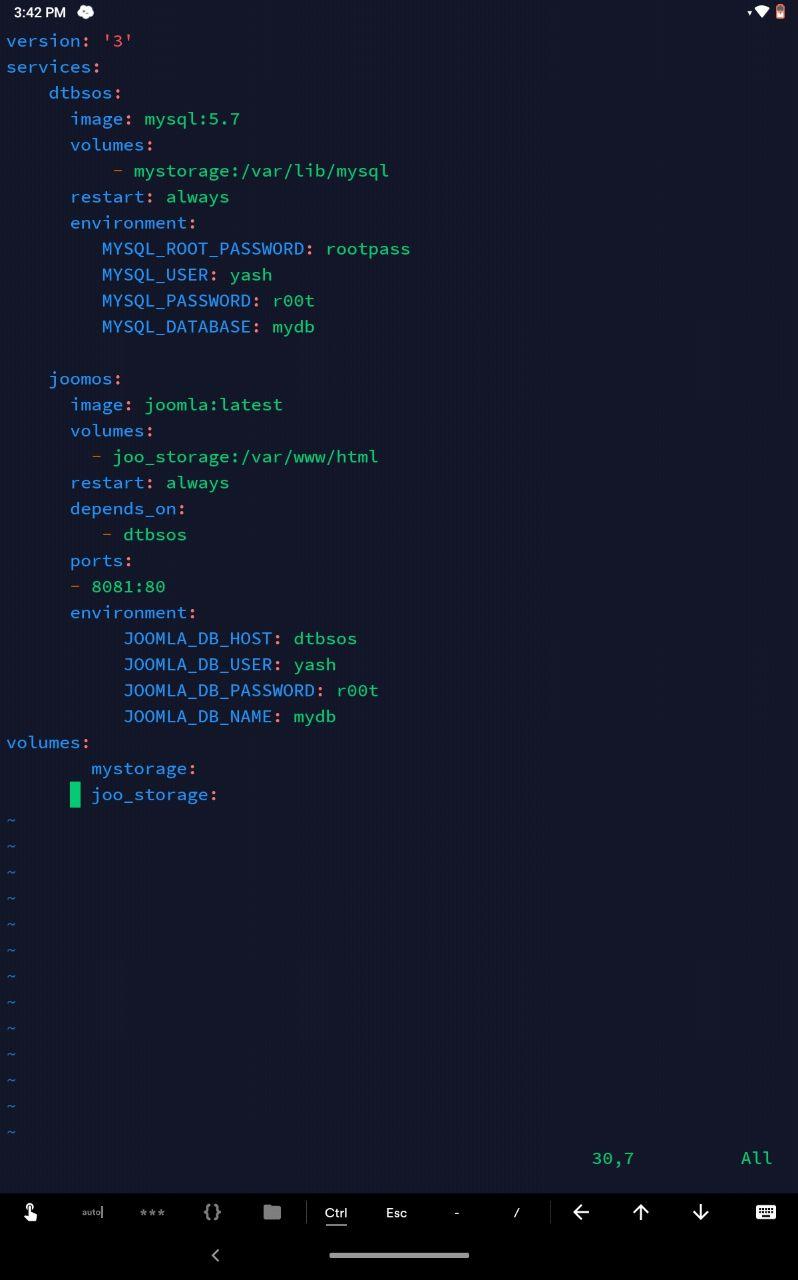 3:42 PM
version: '3'
services:
    dtbsos:
      image: mysql:5.7
      volumes:
          - mystorage:/var/lib/mysql
      restart: always
      environment:
         MYSQL_ROOT_PASSWORD: rootpass
         MYSQL_USER: yash
         MYSQL_PASSWORD: r00t
         MYSQL_DATABASE: mydb

    joomos:
      image: joomla:latest
      volumes:
        - joo_storage:/var/www/html
      restart: always
      depends_on:
         - dtbsos
      ports:
      - 8081:80
      environment:
           JOOMLA_DB_HOST: dtbsos
           JOOMLA_DB_USER: yash
           JOOMLA_DB_PASSWORD: r00t
           JOOMLA_DB_NAME: mydb
volumes:
        mystorage:
        joo_storage:
~
~
~
~
~
~
~
~
~
~
~
~
~
30,7 All
auto *** {} Ctrl Esc - /